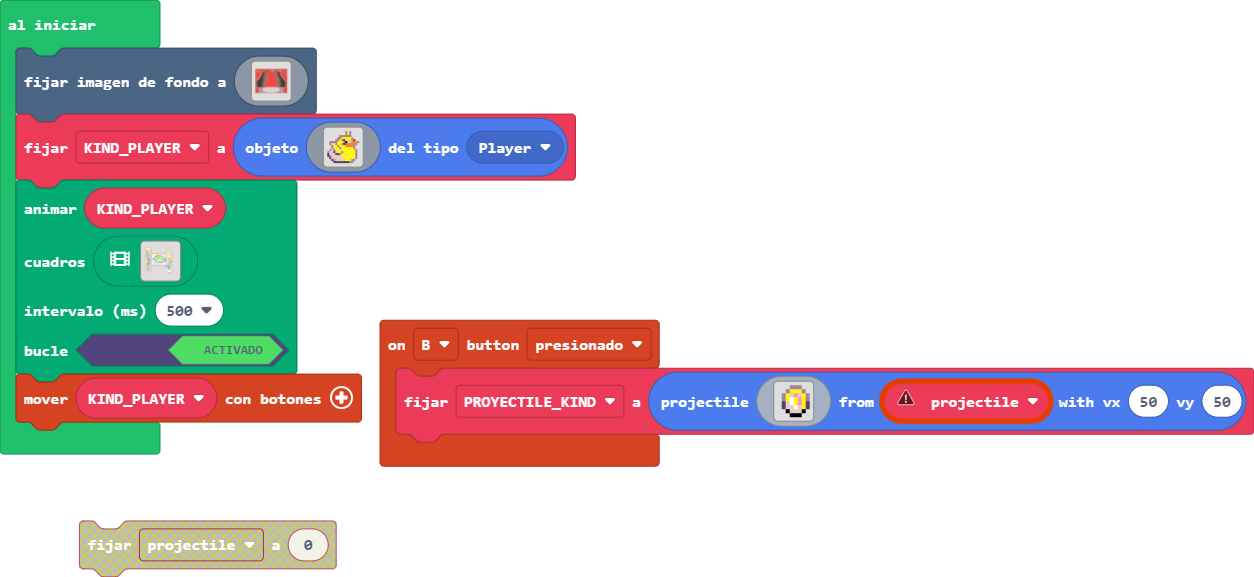 al iniciar
fijar imagen de fondo a
fijar KIND_PLAYER a objeto del tipo Player
animar KIND_PLAYER
cuadros
intervalo (ms) 500
bucle ACTIVADO
mover KIND_PLAYER con botones
on B button presionado
fijar PROYECTILE_KIND a projectile from projectile with vx 50 vy 50
fijar projectile a 0